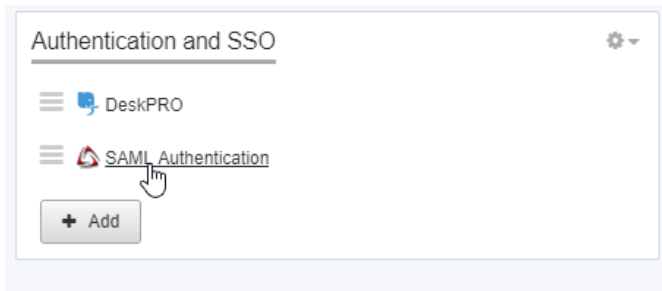 Authentication and SSO
DeskPRO
SAML Authentication
+ Add